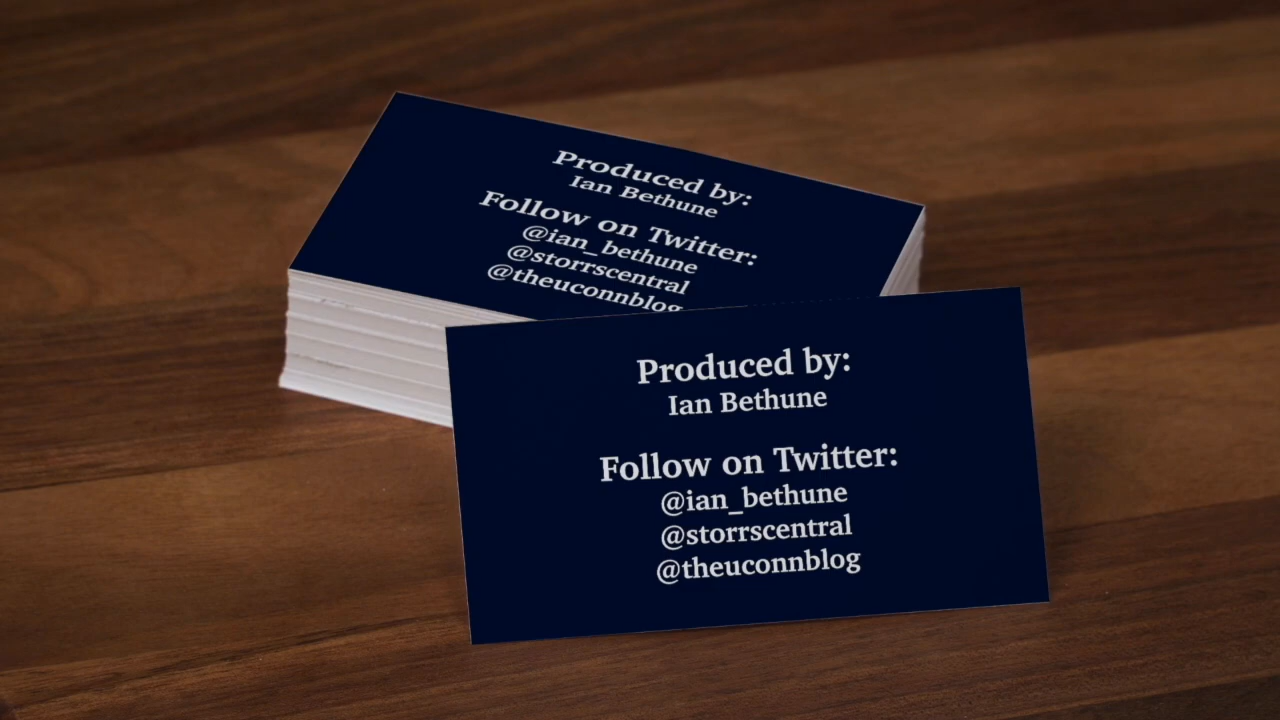 Produced by:
Ian Bethune
Follow on Twitter:
@ian_bethune
@storrscentral
@theuconnblog
Produced by:
Ian Bethune
Follow on Twitter:
@ian_bethune
@storrscentral
@theuconnblog